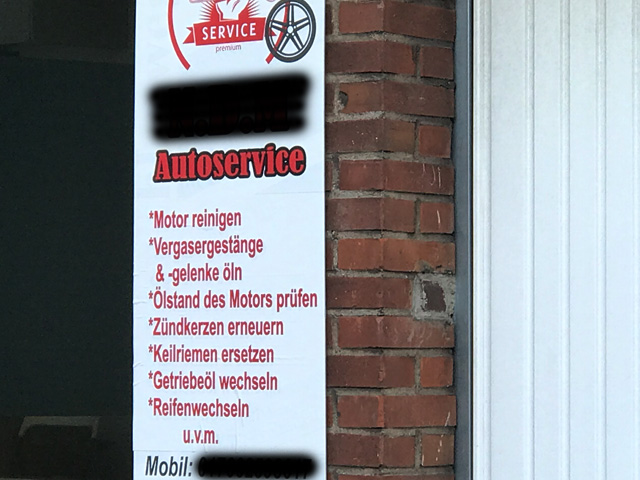 SERVICE
premium
Autoservice
*Motor reinigen
*Vergasergestänge
& -gelenke öln
*Ölstand des Motors prüfen
*Zündkerzen erneuern
*Keilriemen ersetzen
*Getriebeöl wechseln
*Reifenwechseln
u.v.m.
Mobil: